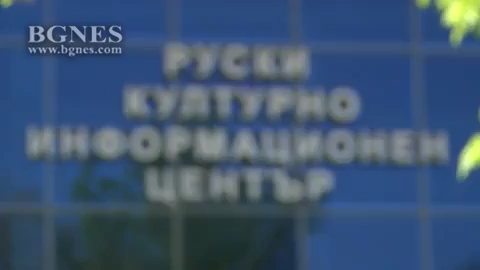 BGNES
www.bgnes.com
РУСКИ
КУЛТУРНО
ИНФОРМАЦИОНЕН
ЦЕНТЪР